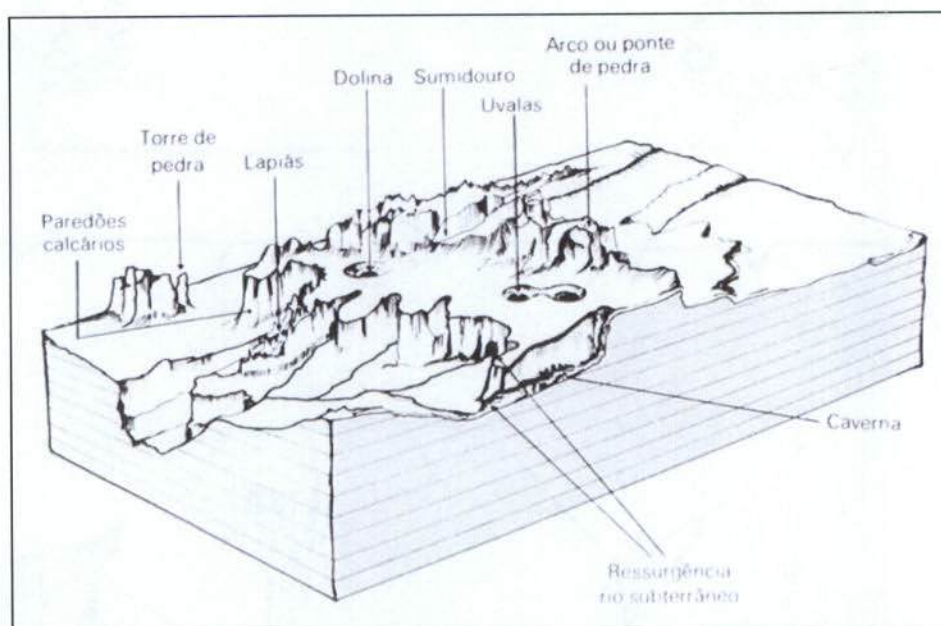 Arco ou ponte
de pedra
Dolina
Sumidouro
Uvalas
Torre de
pedra
Lapiás
Paredões
calcários
Caverna
Ressurgência
rio subterrâneo